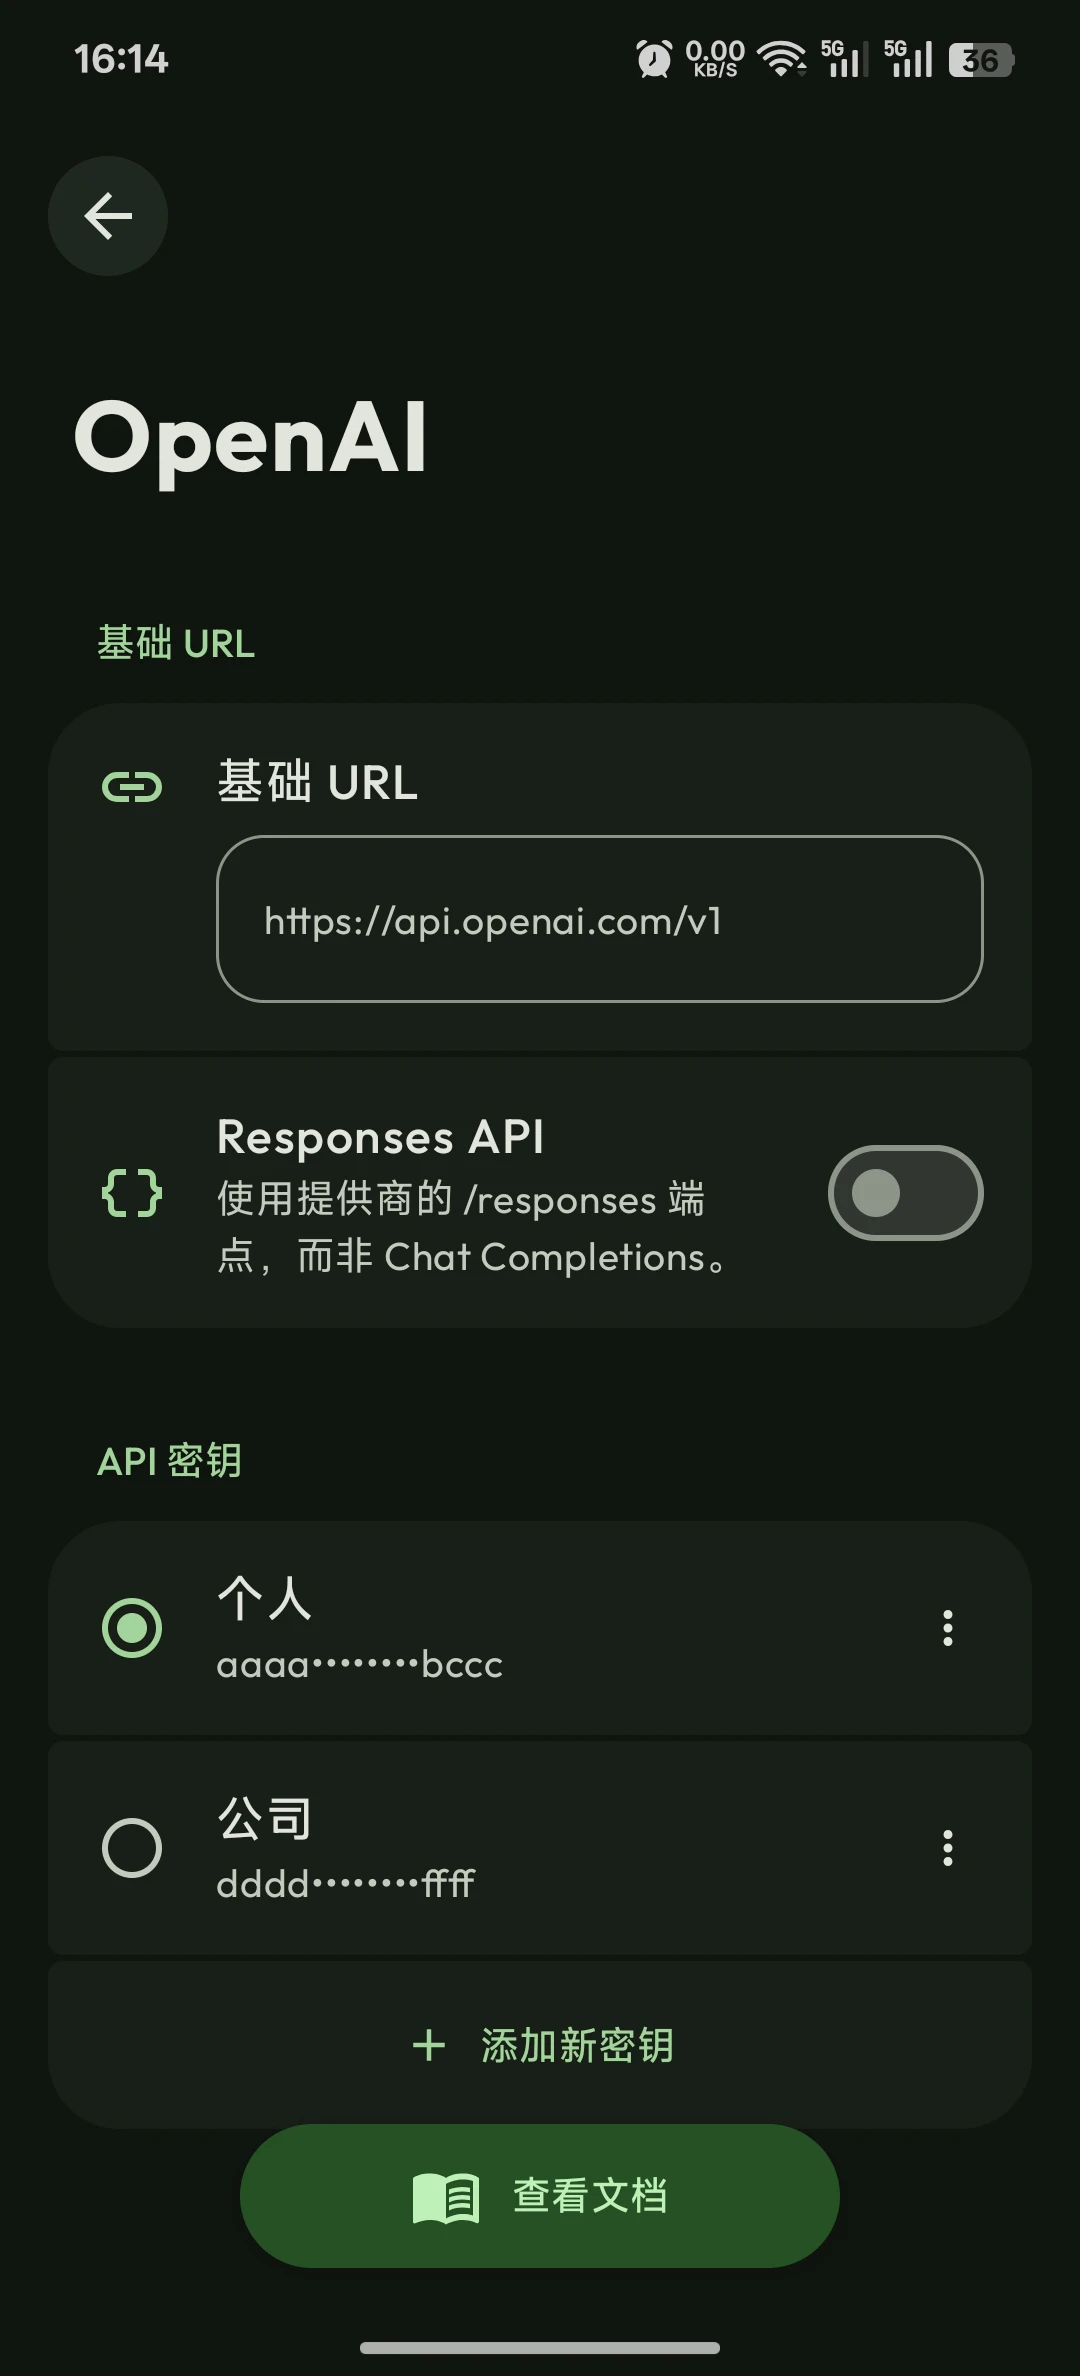 16:14
0.00
KB/S
5G
5G
36
OpenAI
基础 URL
基础 URL
https://api.openai.com/v1
Responses API
使用提供商的 /responses 端
点，而非 Chat Completions。
API 密钥
个人
aaaa••••••••bccc
公司
dddd••••••••ffff
添加新密钥
查看文档